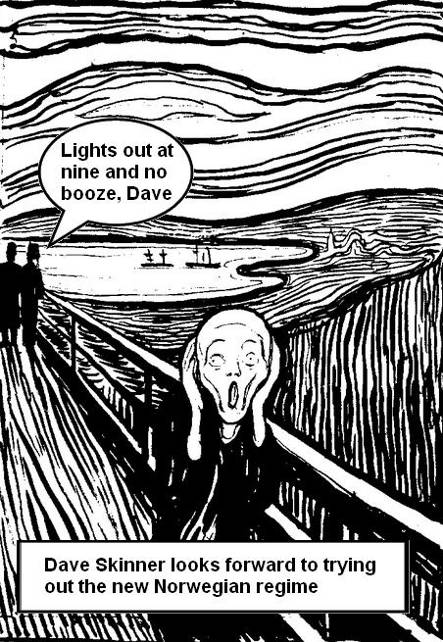 Lights out at
nine and no
booze, Dave
Dave Skinner looks forward to trying
out the new Norwegian regime